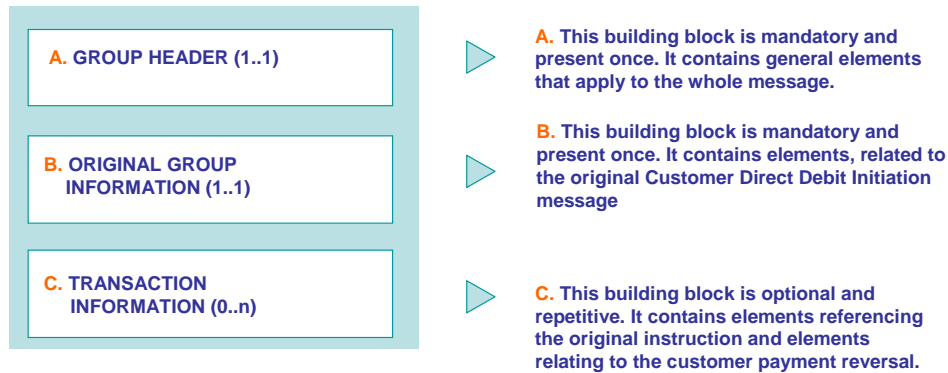 A. GROUP HEADER (1..1)
A. This building block is mandatory and
present once. It contains general elements
that apply to the whole message.
B. ORIGINAL GROUP
INFORMATION (1..1)
B. This building block is mandatory and
present once. It contains elements, related to
the original Customer Direct Debit Initiation
message
C. TRANSACTION
INFORMATION (0..n)
C. This building block is optional and
repetitive. It contains elements referencing
the original instruction and elements
relating to the customer payment reversal.